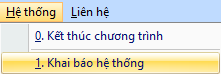 Hệ thống Liên hệ
0. Kết thúc chương trình
1. Khai báo hệ thống